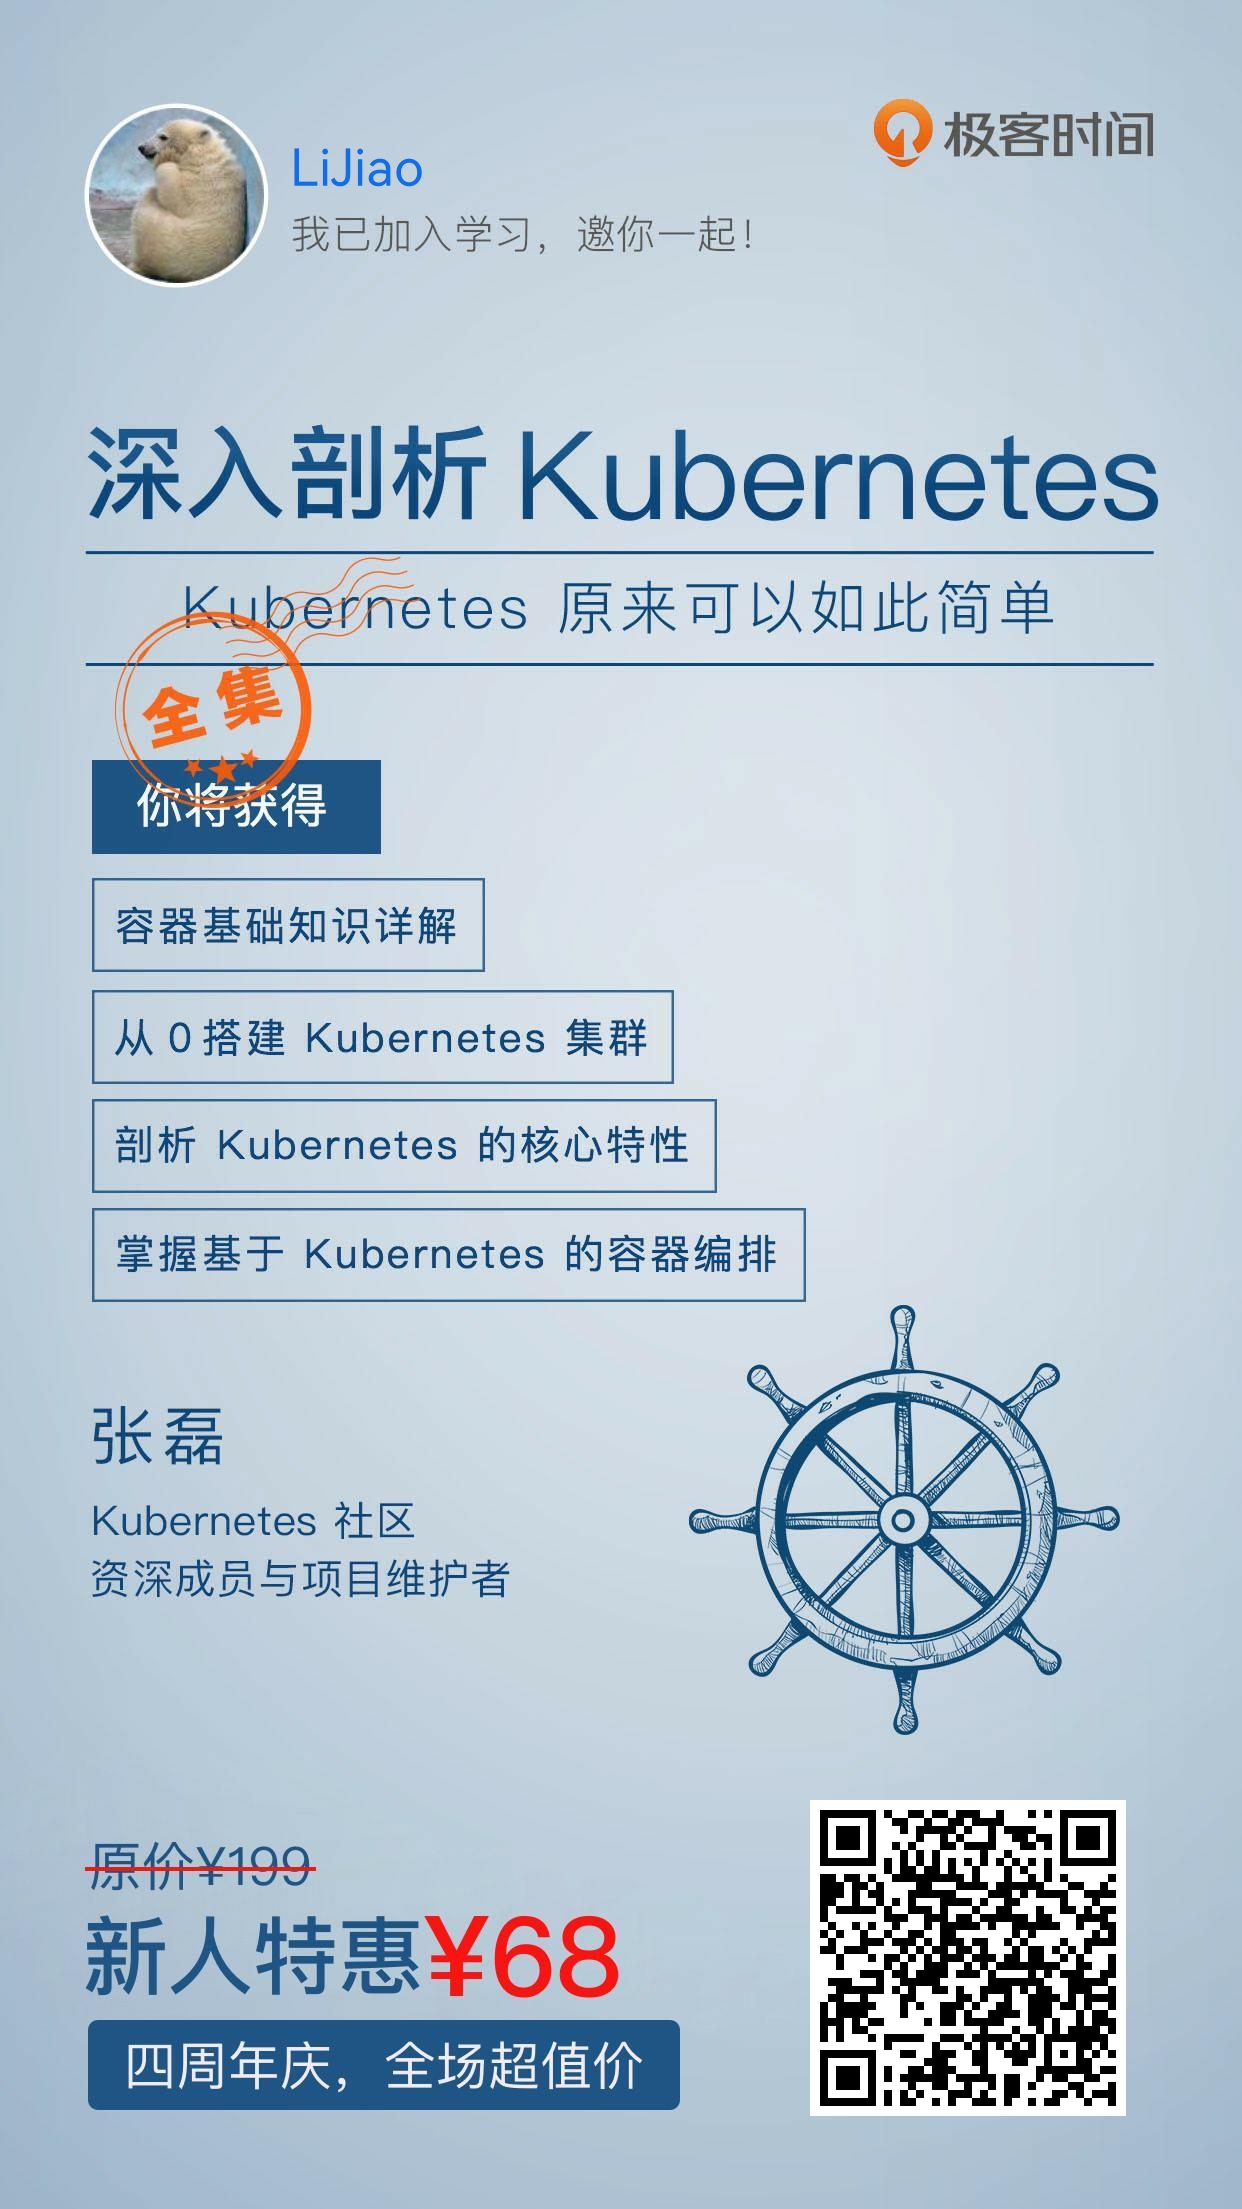 极客时间
LiJiao
我已加入学习，邀你一起！
深入剖析 Kubernetes
Kubernetes 原来可以如此简单
全集
你将获得
容器基础知识详解
从 0 搭建 Kubernetes 集群
剖析 Kubernetes 的核心特性
掌握基于 Kubernetes 的容器编排
张磊
Kubernetes 社区
资深成员与项目维护者
原价¥199
新人特惠¥68
四周年庆，全场超值价